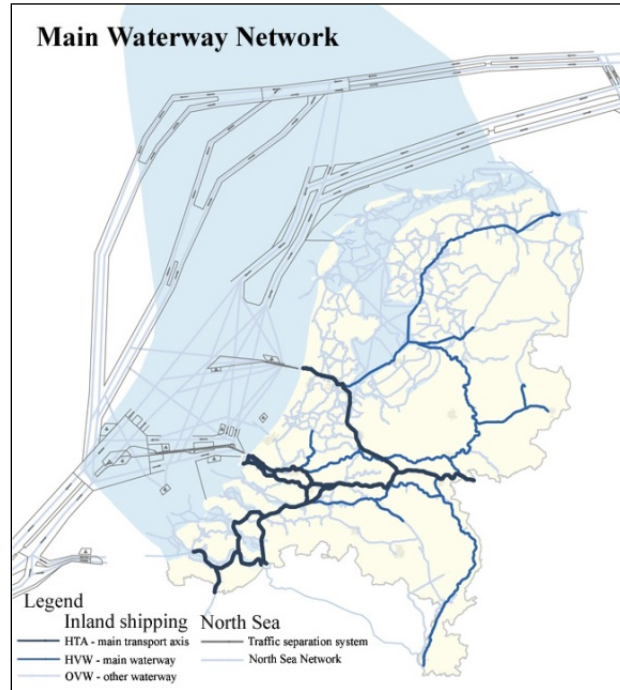 Main Waterway Network
Legend
Inland shipping
HTA - main transport axis
HVW - main waterway
OVW - other waterway
North Sea
Traffic separation system
North Sea Network